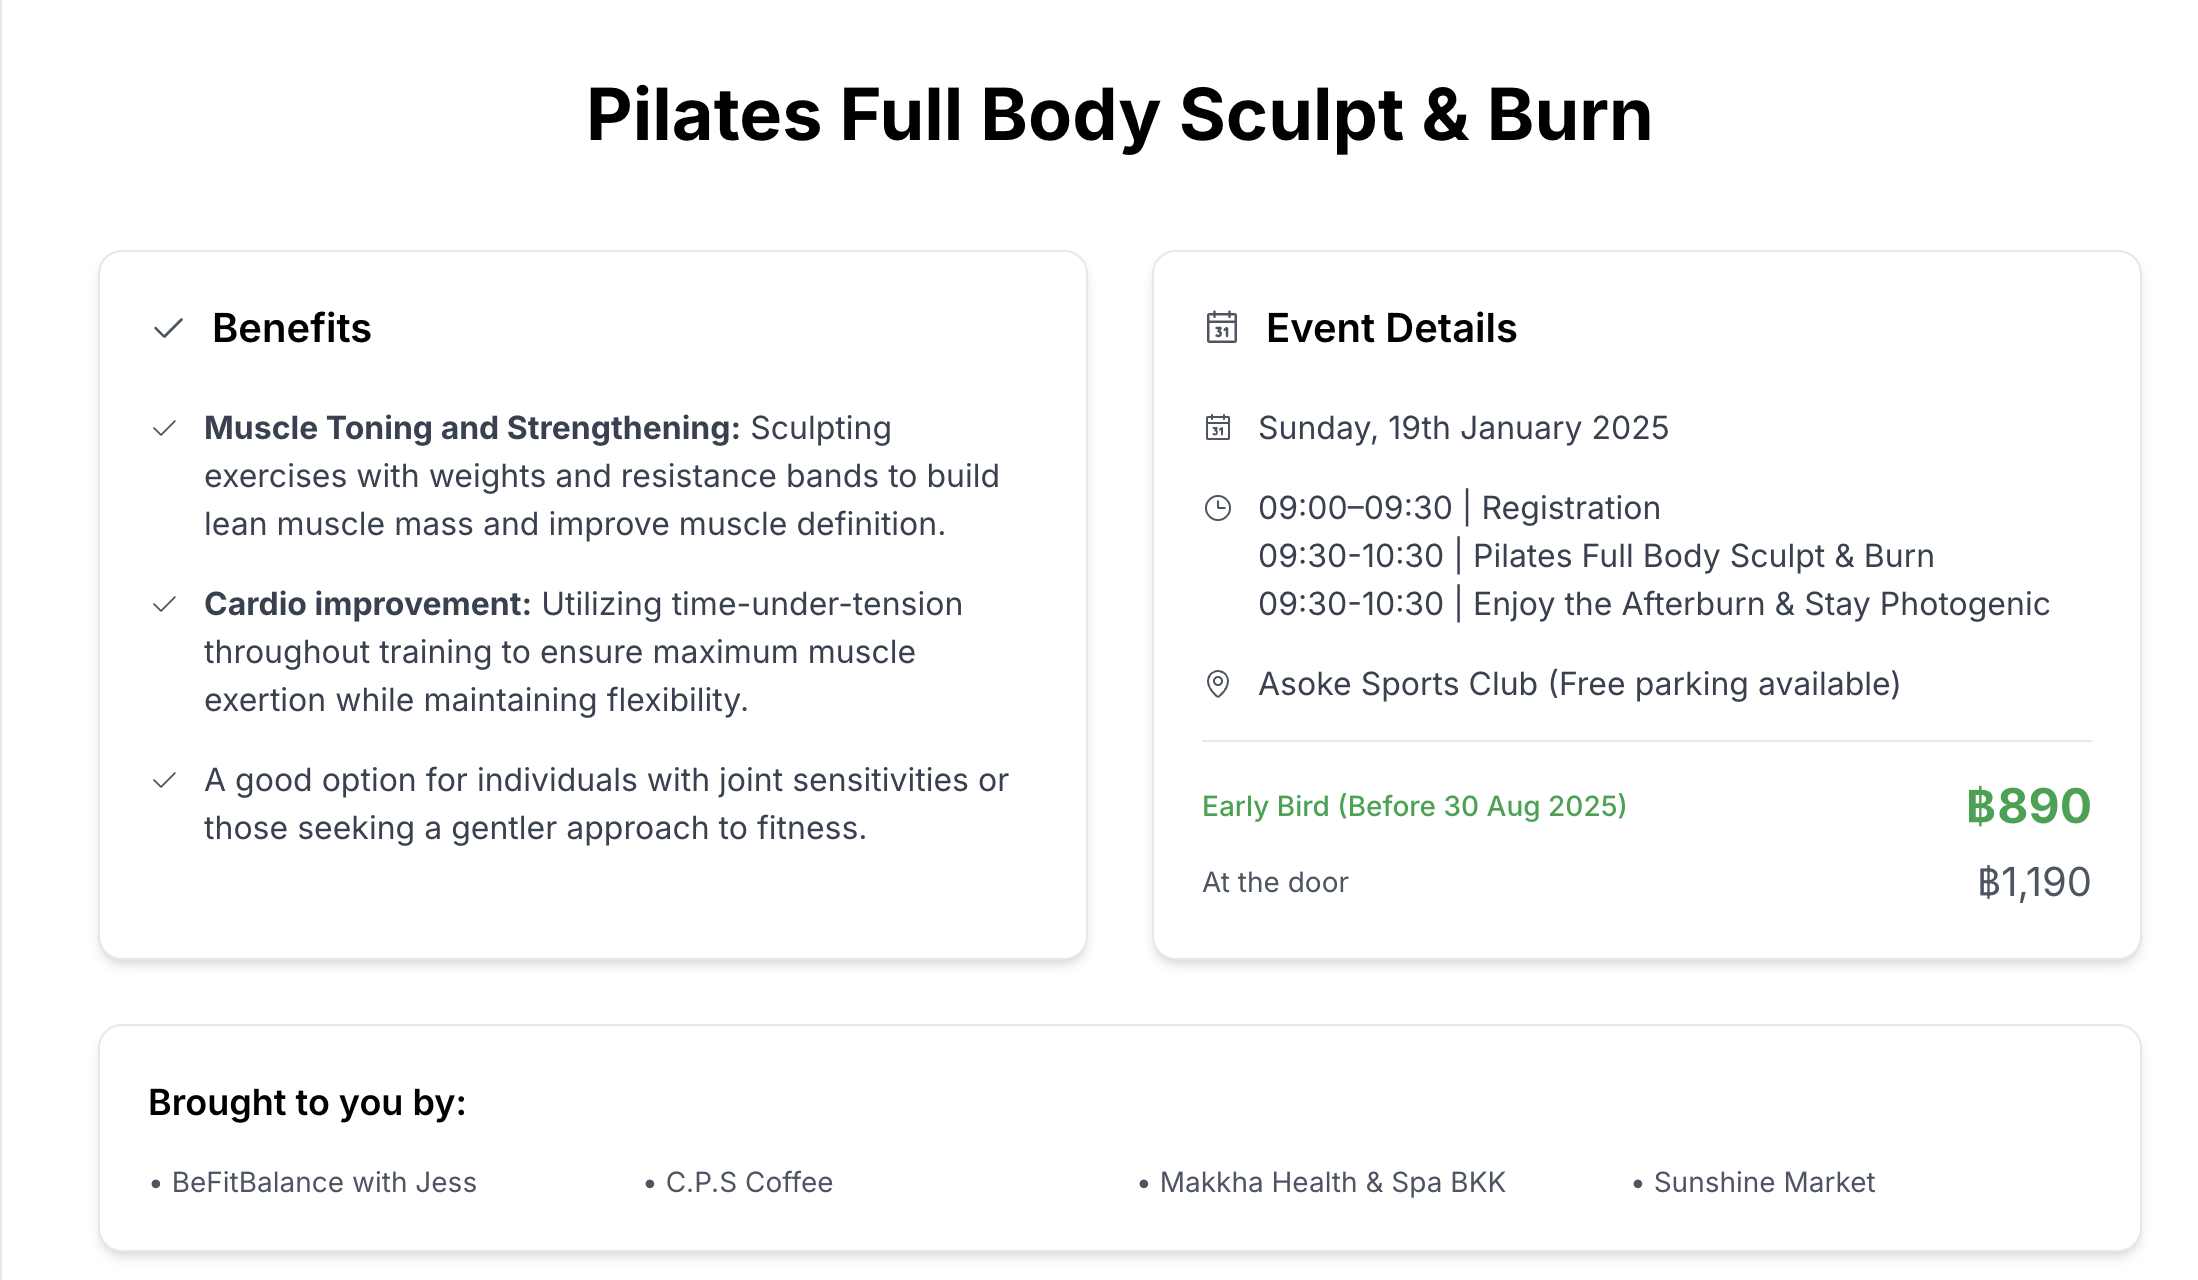 Pilates Full Body Sculpt & Burn
Benefits
Muscle Toning and Strengthening: Sculpting
exercises with weights and resistance bands to build
lean muscle mass and improve muscle definition.
Cardio improvement: Utilizing time-under-tension
throughout training to ensure maximum muscle
exertion while maintaining flexibility.
A good option for individuals with joint sensitivities or
those seeking a gentler approach to fitness.
31 Event Details
31 Sunday, 19th January 2025
09:00–09:30 | Registration
09:30-10:30 | Pilates Full Body Sculpt & Burn
09:30-10:30 | Enjoy the Afterburn & Stay Photogenic
Asoke Sports Club (Free parking available)
Early Bird (Before 30 Aug 2025) ฿890
At the door ฿1,190
Brought to you by:
• BeFitBalance with Jess • C.P.S Coffee • Makkha Health & Spa BKK • Sunshine Market